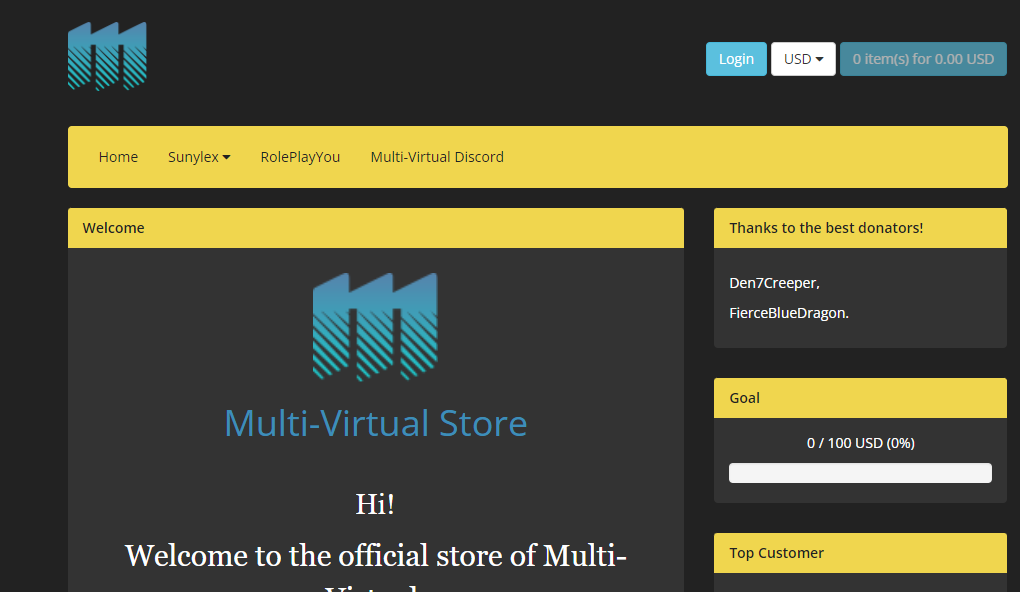 Login
USD
0 item(s) for 0.00 USD
Home
Sunylex
RolePlayYou
Multi-Virtual Discord
Welcome
Multi-Virtual Store
Hi!
Welcome to the official store of Multi-
Virtual
Thanks to the best donators!
Den7Creeper,
FierceBlueDragon.
Goal
0 / 100 USD (0%)
Top Customer